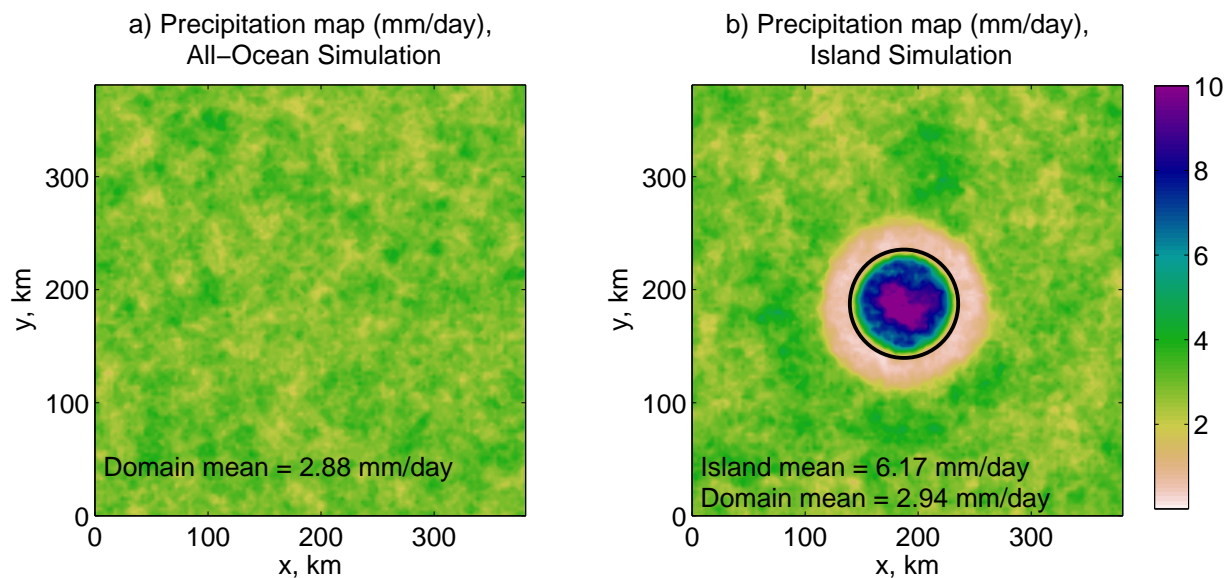 a) Precipitation map (mm/day),
All−Ocean Simulation
y, km
300
200
100
0
Domain mean = 2.88 mm/day
0 100 200 300
x, km
b) Precipitation map (mm/day),
Island Simulation
y, km
300
200
100
0
Island mean = 6.17 mm/day
Domain mean = 2.94 mm/day
0 100 200 300
x, km
10
8
6
4
2